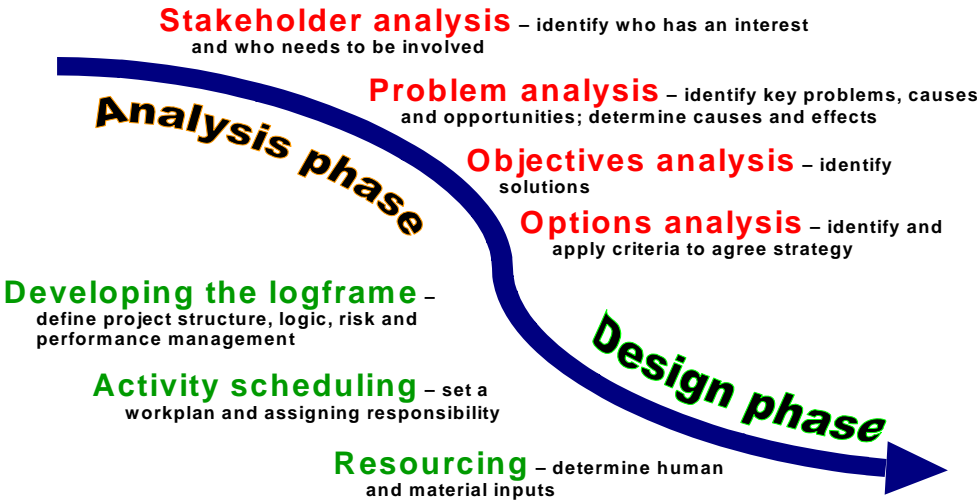 Stakeholder analysis – identify who has an interest
and who needs to be involved
Analysis phase
Problem analysis – identify key problems, causes
and opportunities; determine causes and effects
Objectives analysis – identify
solutions
Options analysis – identify and
apply criteria to agree strategy
Developing the logframe –
define project structure, logic, risk and
performance management
Design phase
Activity scheduling – set a
workplan and assigning responsibility
Resourcing – determine human
and material inputs